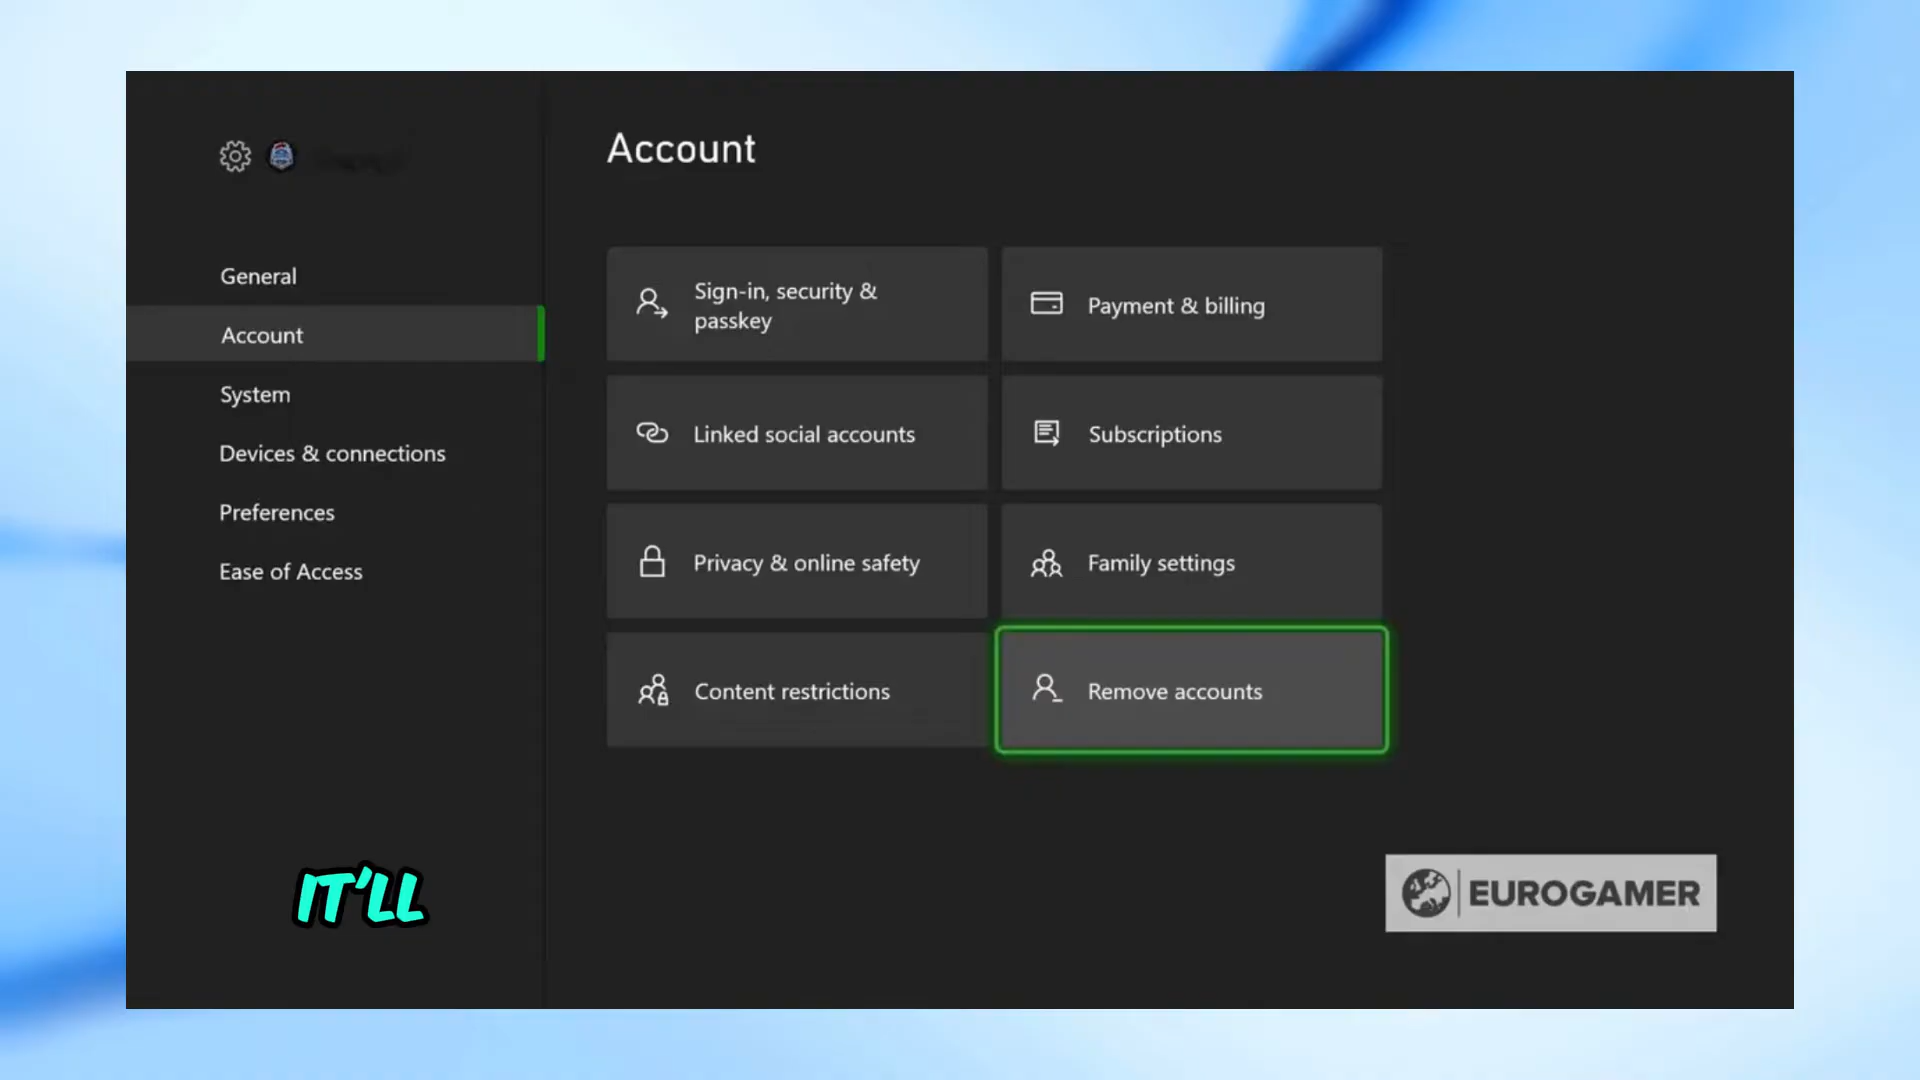 Account
General
Account
System
Devices & connections
Preferences
Ease of Access
Sign-in, security &
passkey
Payment & billing
Linked social accounts
Subscriptions
Privacy & online safety
Family settings
Content restrictions
Remove accounts
IT'LL
EUROGAMER